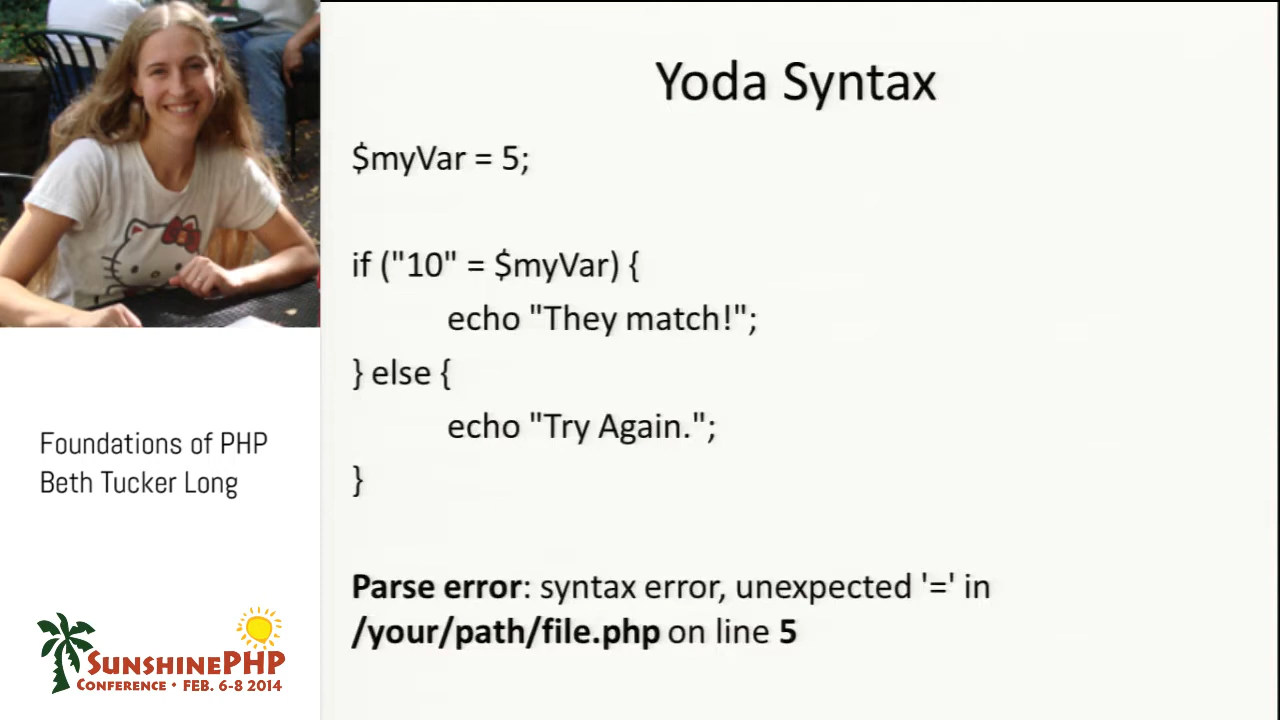 Yoda Syntax
$myVar = 5;
if ("10" = $myVar) {
echo "They match!";
} else {
echo "Try Again.";
}
Parse error: syntax error, unexpected '=' in
/your/path/file.php on line 5
Foundations of PHP
Beth Tucker Long
SUNSHINEPHP
CONFERENCE • FEB. 6-8 2014